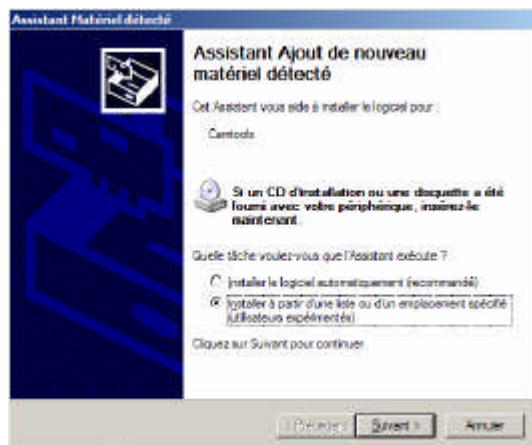 Assistant Matériel détecté
Assistant Ajout de nouveau
matériel détecté
Cet Assistant vous aide à installer le logiciel pour :
Camtools
Si un CD d'installation ou une disquette a été
fourni avec votre périphérique, insérez-le
maintenant.
Quelle tâche voulez-vous que l'Assistant exécute ?
Installer le logiciel automatiquement (recommandé)
Installer à partir d'une liste ou d'un emplacement spécifié
(utilisateurs expérimentés)
Cliquez sur Suivant pour continuer.
< Précédent
Suivant >
Annuler